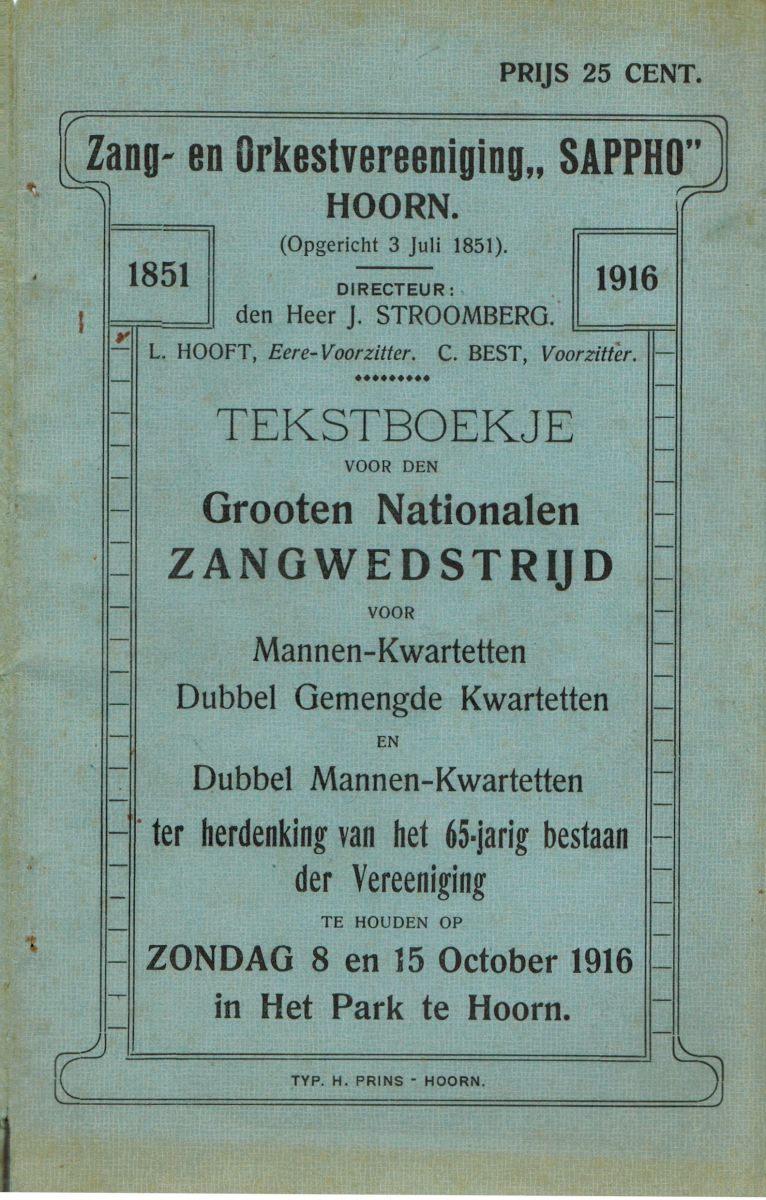 PRIJS 25 CENT.
Zang- en Orkestvereeniging „ SAPPHO”
HOORN.
(Opgericht 3 Juli 1851).
1851
1916
DIRECTEUR:
den Heer J. STROOMBERG.
L. HOOFT, Eere-Voorzitter. C. BEST, Voorzitter.
TEKSTBOEKJE
VOOR DEN
Grooten Nationalen
ZANGWEDSTRIJD
VOOR
Mannen-Kwartetten
Dubbel Gemengde Kwartetten
EN
Dubbel Mannen-Kwartetten
ter herdenking van het 65-jarig bestaan
der Vereeniging
TE HOUDEN OP
ZONDAG 8 en 15 October 1916
in Het Park te Hoorn.
TYP. H. PRINS - HOORN.